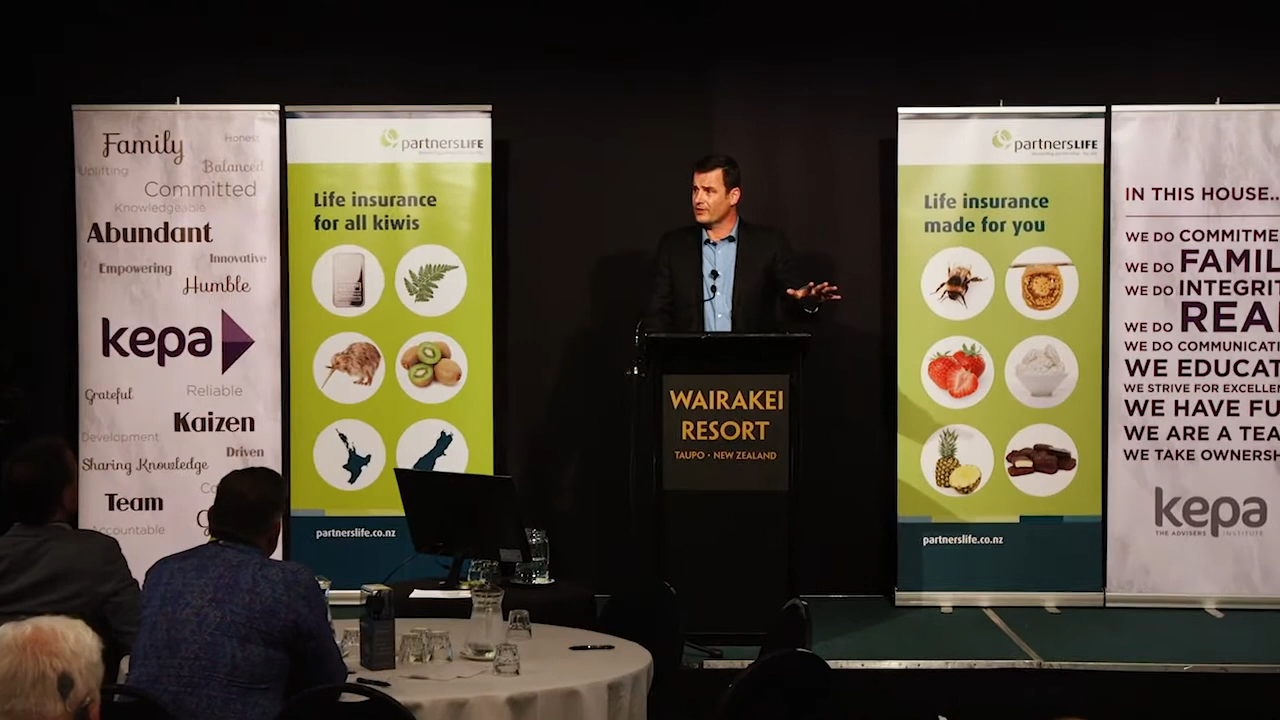 Family
Honest
Uplifting
Balanced
Committed
Knowledgeable
Abundant
Innovative
Empowering
Humble
kepa
Grateful
Reliable
Kaizen
Development
Driven
Sharing Knowledge
Team
Accountable
partnersLIFE
Life insurance
for all kiwis
partnerslife.co.nz
WAIRAKEI
RESORT
TAUPO · NEW ZEALAND
partnersLIFE
Life insurance
made for you
partnerslife.co.nz
IN THIS HOUSE..
WE DO COMMITME
WE DO FAMIL
WE DO INTEGRIT
WE DO REA
WE DO COMMUNICATI
WE EDUCAT
WE STRIVE FOR EXCELLEN
WE HAVE FU
WE ARE A TEA
WE TAKE OWNERSH
kepa
THE ADVISERS INSTITUTE